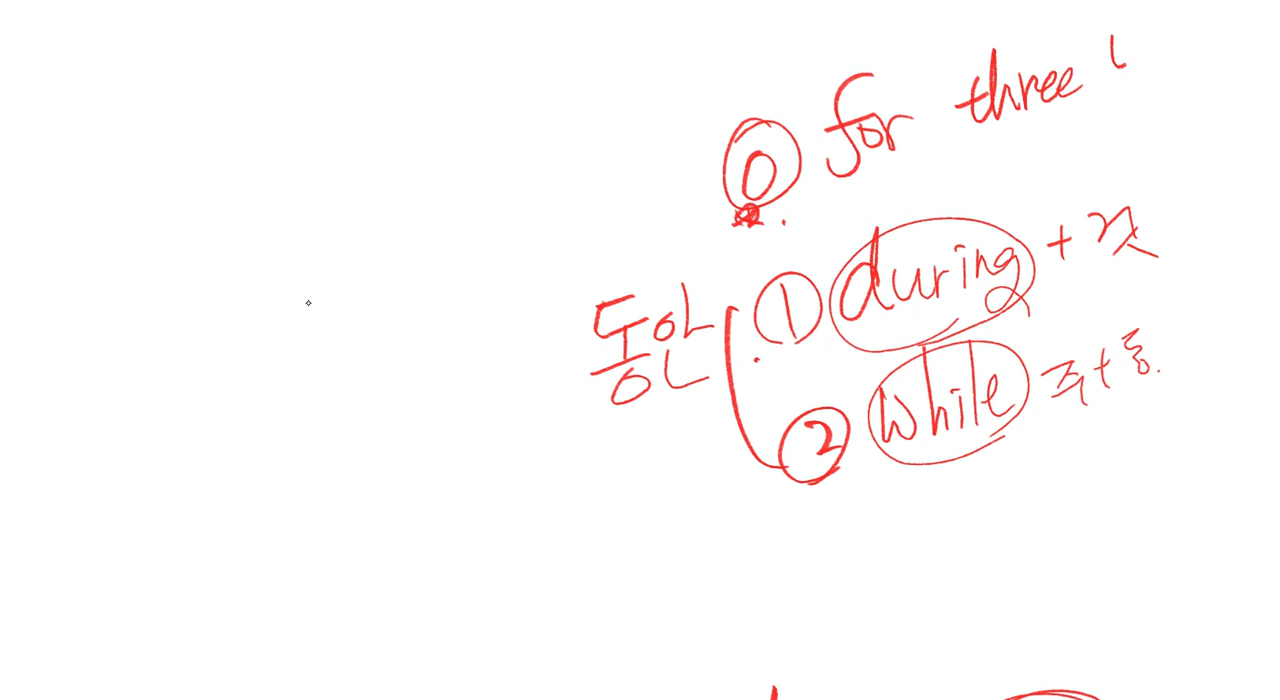 ⓪ for three
동안 ① during + 것
② while 주+동.